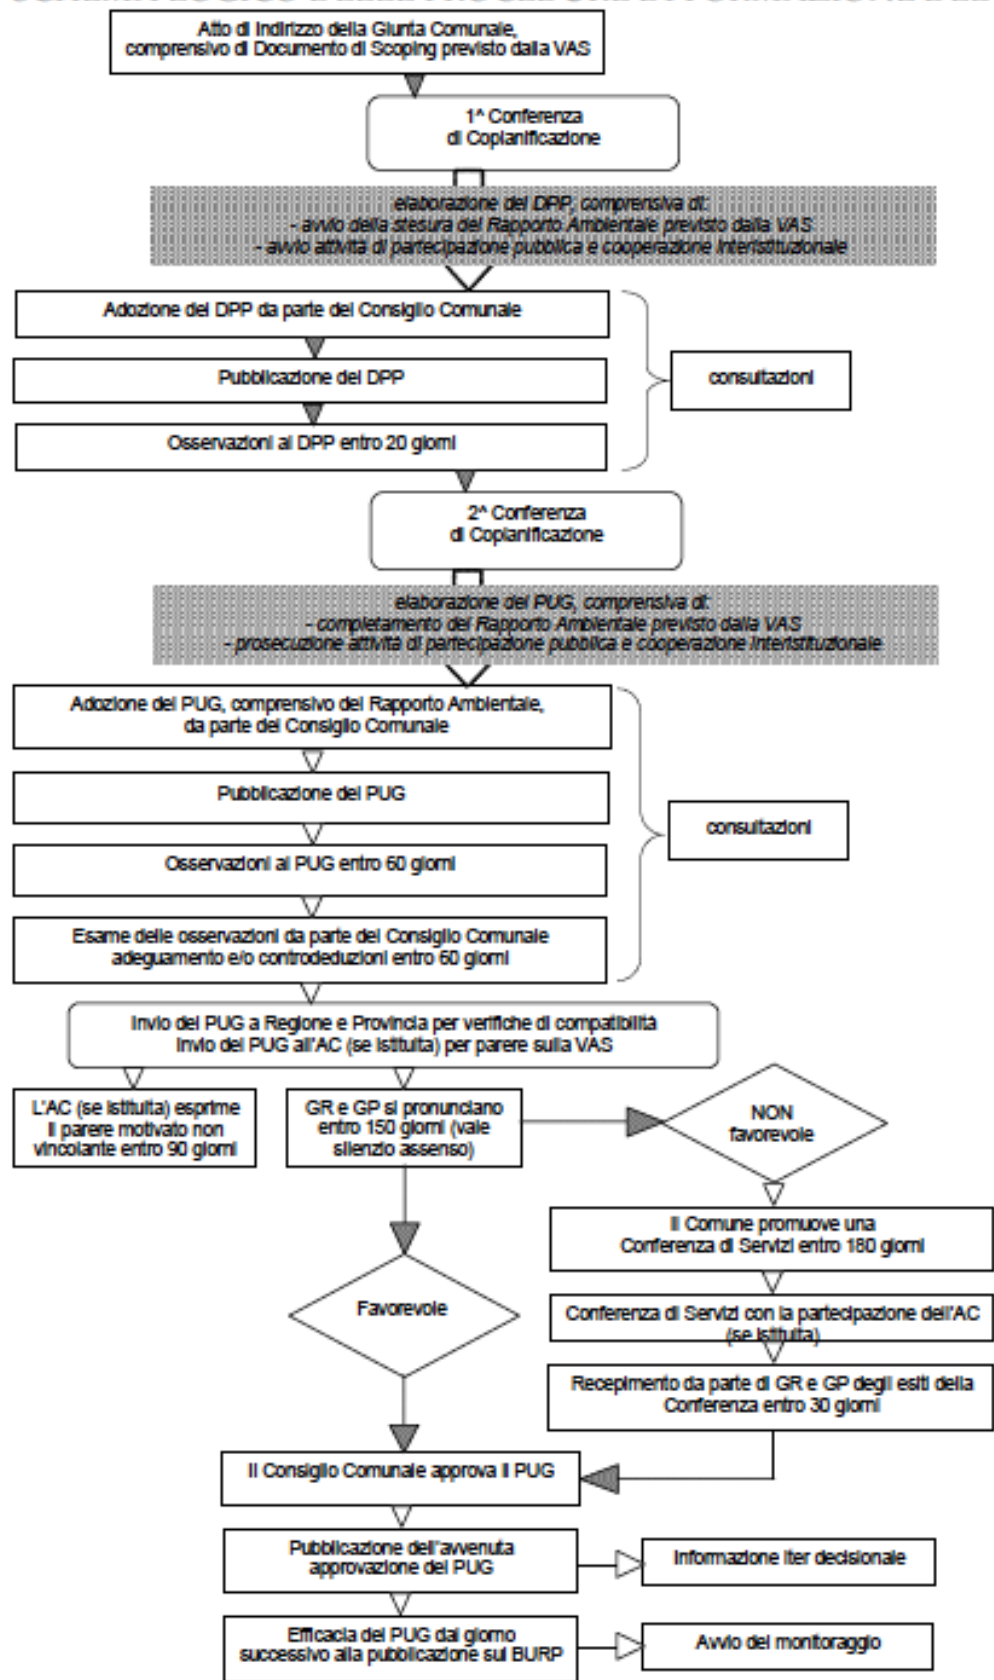 Atto di Indirizzo della Giunta Comunale,
comprensivo di Documento di Scoping previsto dalla VAS
1^ Conferenza
di Copianificazione
elaborazione del DPP, comprensiva di:
- avvio della stesura del Rapporto Ambientale previsto dalla VAS
- avvio attività di partecipazione pubblica e cooperazione interistituzionale
Adozione del DPP da parte del Consiglio Comunale
Pubblicazione del DPP
consultazioni
Osservazioni al DPP entro 20 giorni
2^ Conferenza
di Copianificazione
elaborazione del PUG, comprensiva di:
- completamento del Rapporto Ambientale previsto dalla VAS
- prosecuzione attività di partecipazione pubblica e cooperazione interistituzionale
Adozione del PUG, comprensivo del Rapporto Ambientale,
da parte del Consiglio Comunale
Pubblicazione del PUG
consultazioni
Osservazioni al PUG entro 60 giorni
Esame delle osservazioni da parte del Consiglio Comunale
adeguamento e/o controdeduzioni entro 60 giorni
Invio del PUG a Regione e Provincia per verifiche di compatibilità
Invio del PUG all'AC (se istituita) per parere sulla VAS
L'AC (se istituita) esprime
il parere motivato non
vincolante entro 90 giorni
GR e GP si pronunciano
entro 150 giorni (vale
silenzio assenso)
NON
favorevole
Il Comune promuove una
Conferenza di Servizi entro 180 giorni
Favorevole
Conferenza di Servizi con la partecipazione dell'AC
(se istituita)
Recepimento da parte di GR e GP degli esiti della
Conferenza entro 30 giorni
Il Consiglio Comunale approva il PUG
Pubblicazione dell'avvenuta
approvazione del PUG
Informazione iter decisionale
Efficacia del PUG dal giorno
successivo alla pubblicazione sul BURP
Avvio del monitoraggio